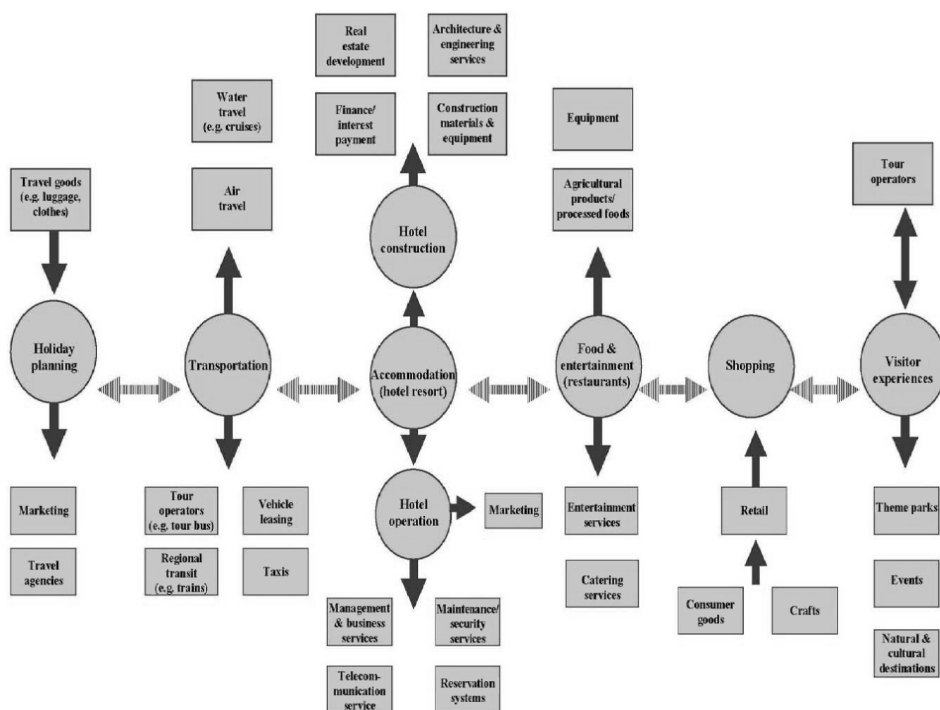 Real
estate
development
Architecture &
engineering
services
Water
travel
(e.g. cruises)
Finance/
interest
payment
Construction
materials &
equipment
Equipment
Tour
operators
Travel goods
(e.g. luggage,
clothes)
Air
travel
Agricultural
products/
processed foods
Hotel
construction
Holiday
planning
Transportation
Accommodation
(hotel resort)
Food &
entertainment
(restaurants)
Shopping
Visitor
experiences
Marketing
Tour
operators
(e.g. tour bus)
Vehicle
leasing
Hotel
operation
Marketing
Entertainment
services
Retail
Theme parks
Travel
agencies
Regional
transit
(e.g. trains)
Taxis
Catering
services
Events
Management
& business
services
Maintenance/
security
services
Consumer
goods
Crafts
Natural &
cultural
destinations
Telecom-
munication
service
Reservation
systems